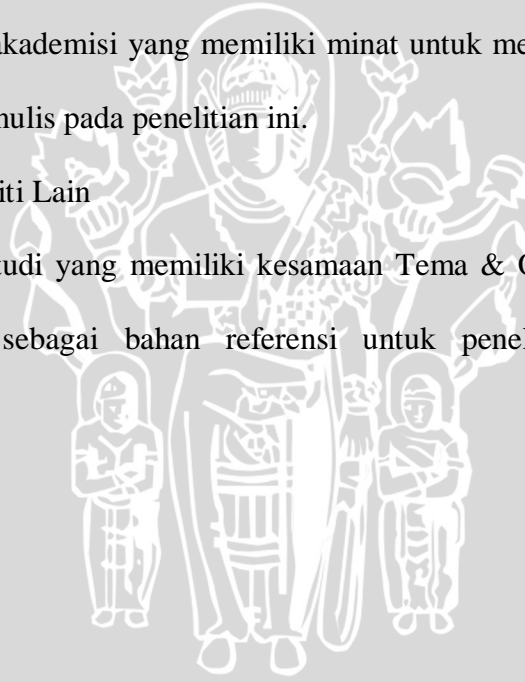 akademisi yang memiliki minat untuk me
nulis pada penelitian ini.
iti Lain
tudi yang memiliki kesamaan Tema &
sebagai bahan referensi untuk penel